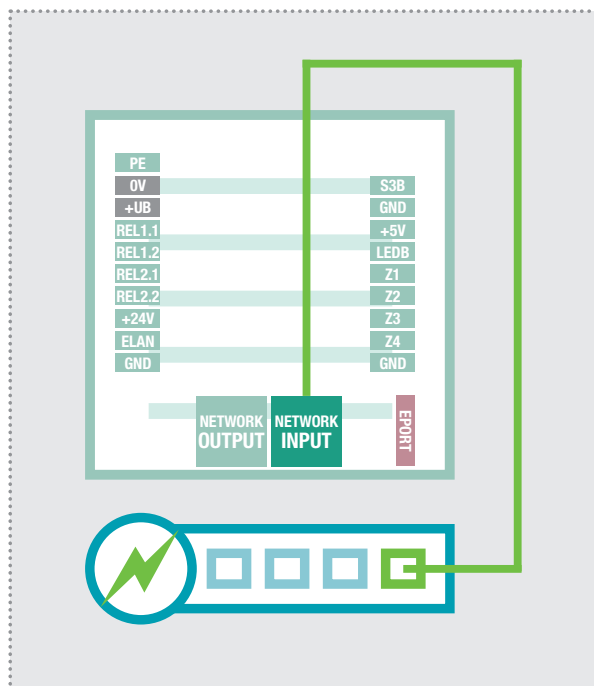 PE
0V
+UB
REL1.1
REL1.2
REL2.1
REL2.2
+24V
ELAN
GND
S3B
GND
+5V
LEDB
Z1
Z2
Z3
Z4
GND
NETWORK
OUTPUT
NETWORK
INPUT
EPORT